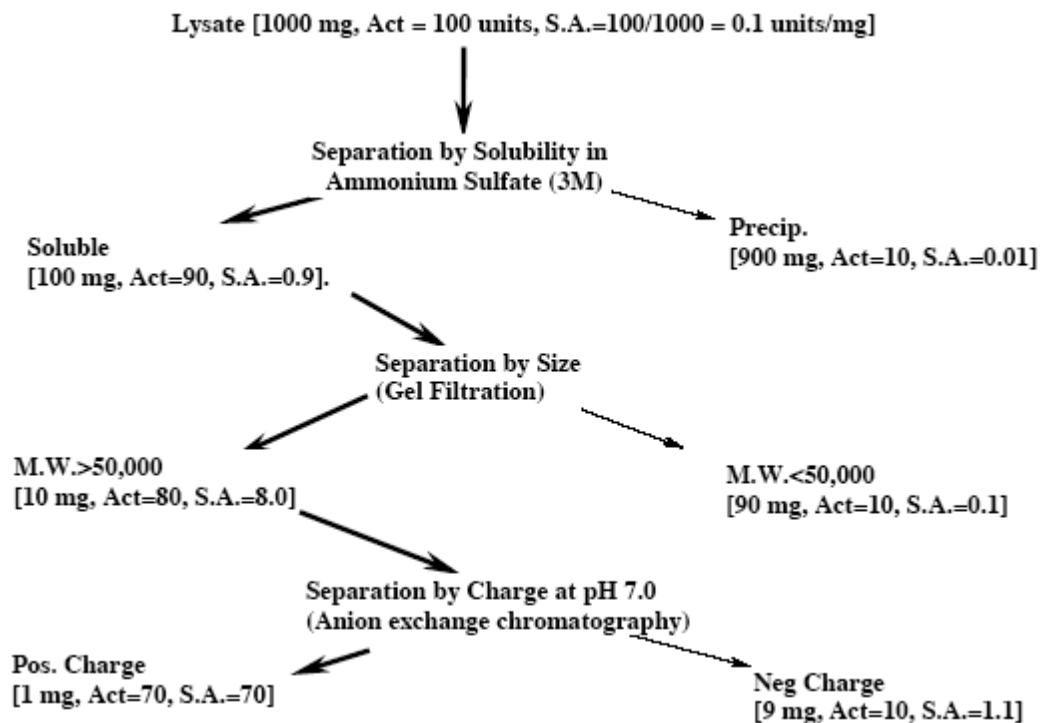 Lysate [1000 mg, Act = 100 units, S.A.=100/1000 = 0.1 units/mg]
Separation by Solubility in
Ammonium Sulfate (3M)
Soluble
[100 mg, Act=90, S.A.=0.9].
Precip.
[900 mg, Act=10, S.A.=0.01]
Separation by Size
(Gel Filtration)
M.W.>50,000
[10 mg, Act=80, S.A.=8.0]
M.W.<50,000
[90 mg, Act=10, S.A.=0.1]
Separation by Charge at pH 7.0
(Anion exchange chromatography)
Pos. Charge
[1 mg, Act=70, S.A.=70]
Neg Charge
[9 mg, Act=10, S.A.=1.1]